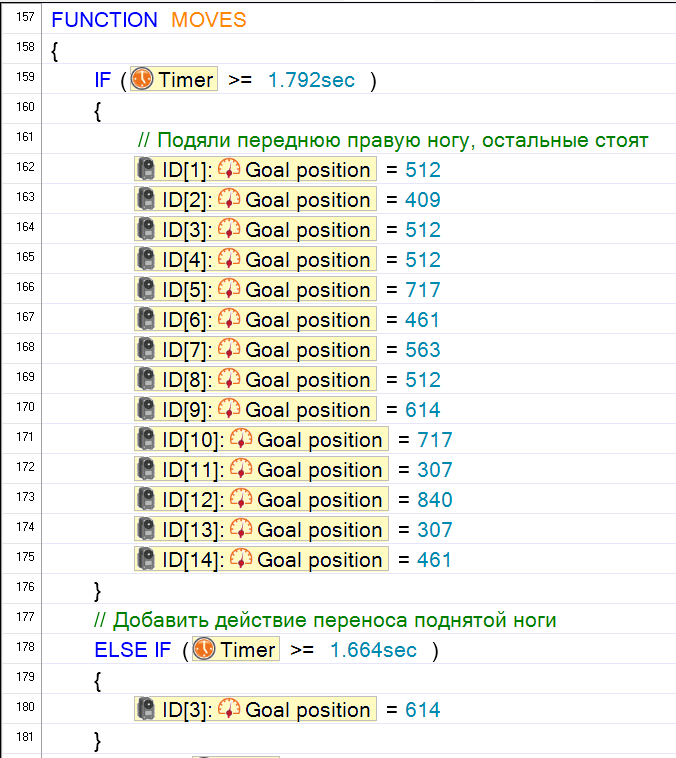 157 FUNCTION MOVES
158 {
159 IF ( Timer >= 1.792sec )
160 {
161 // Подяли переднюю правую ногу, остальные стоят
162 ID[1]: Goal position = 512
163 ID[2]: Goal position = 409
164 ID[3]: Goal position = 512
165 ID[4]: Goal position = 512
166 ID[5]: Goal position = 717
167 ID[6]: Goal position = 461
168 ID[7]: Goal position = 563
169 ID[8]: Goal position = 512
170 ID[9]: Goal position = 614
171 ID[10]: Goal position = 717
172 ID[11]: Goal position = 307
173 ID[12]: Goal position = 840
174 ID[13]: Goal position = 307
175 ID[14]: Goal position = 461
176 }
177 // Добавить действие переноса поднятой ноги
178 ELSE IF ( Timer >= 1.664sec )
179 {
180 ID[3]: Goal position = 614
181 }